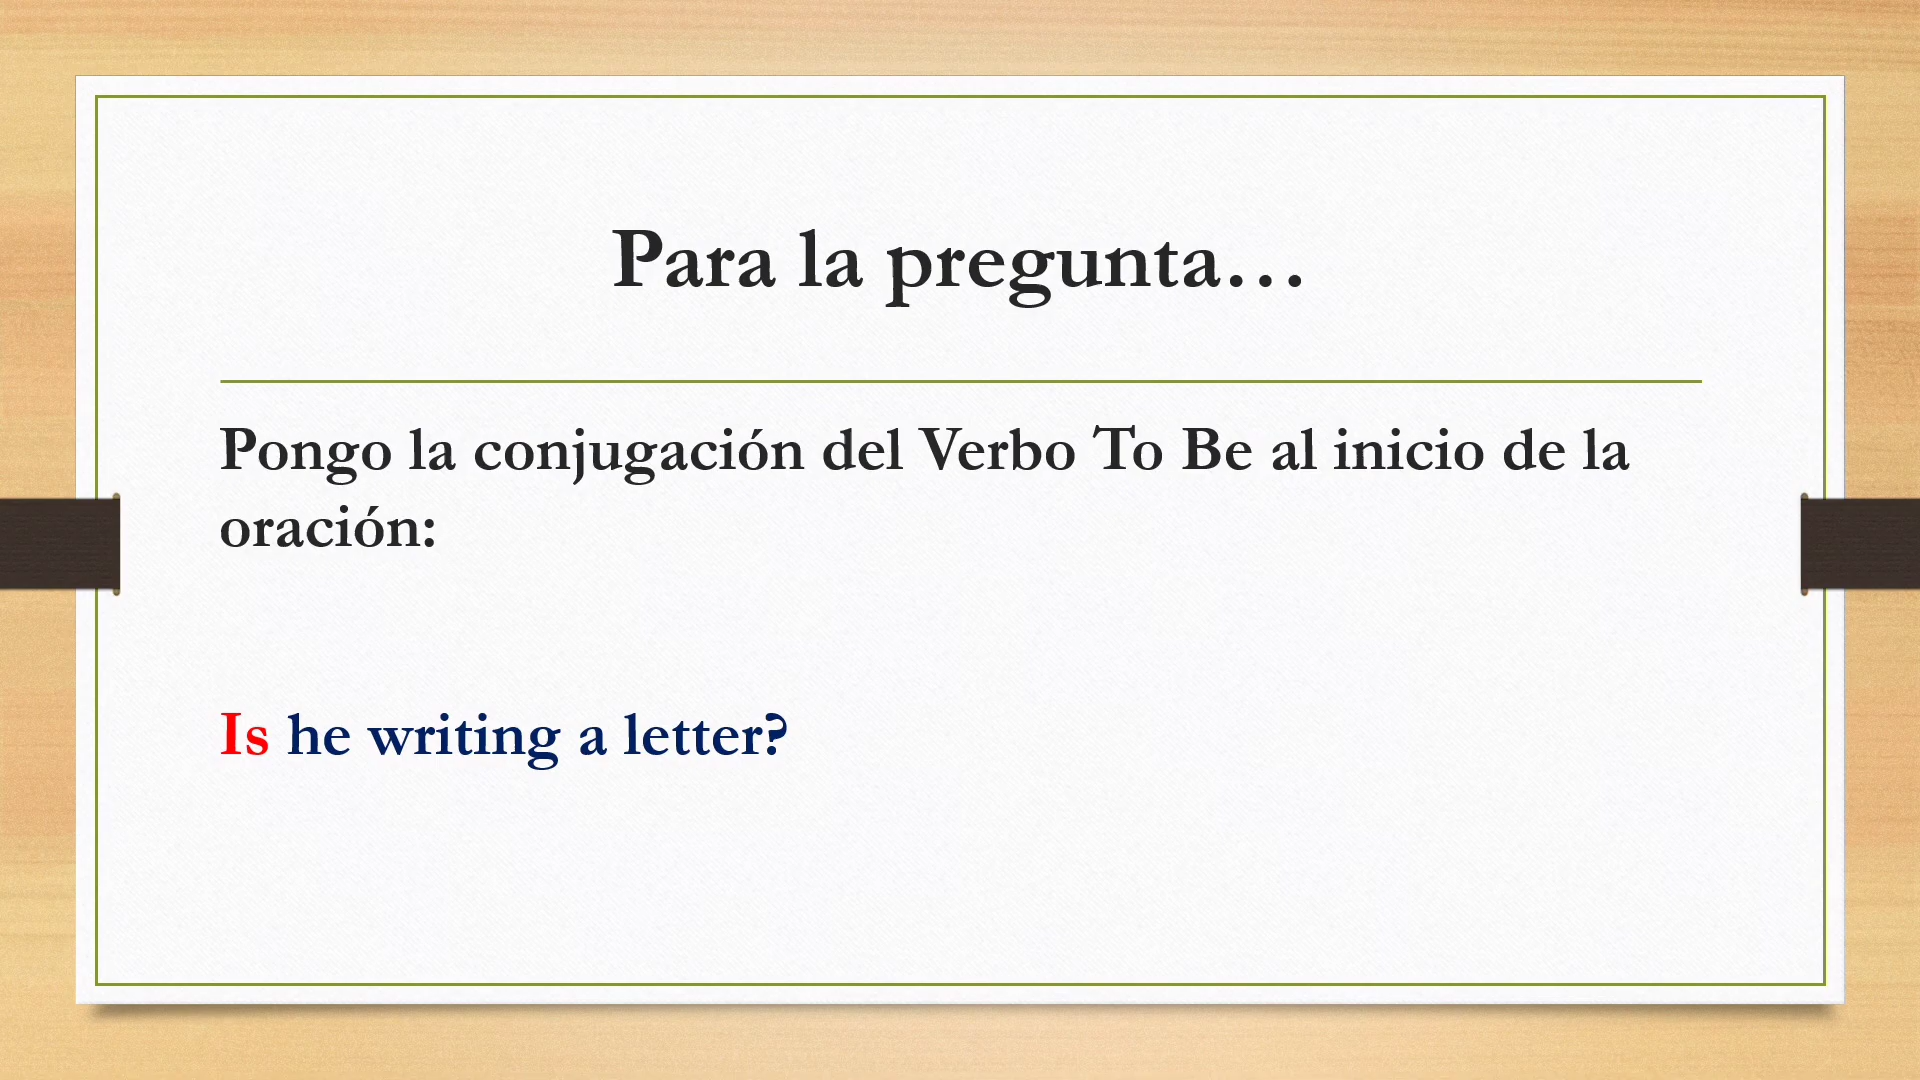 Para la pregunta…
Pongo la conjugación del Verbo To Be al inicio de la
oración:
Is he writing a letter?